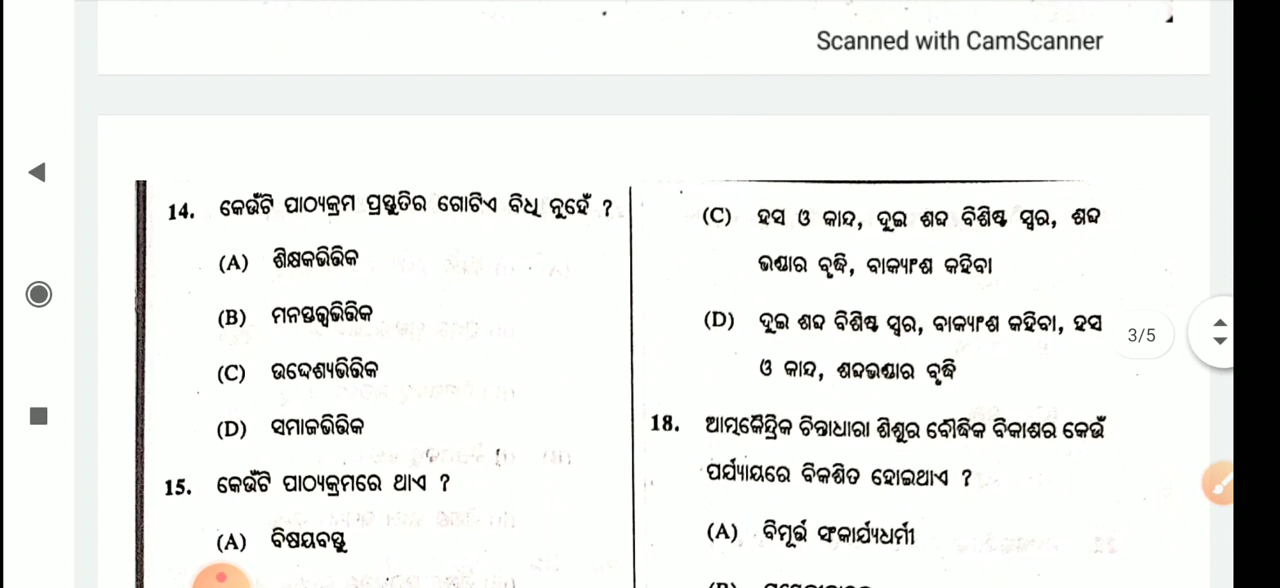 Scanned with CamScanner
14. କେଉଁଟି ପାଠ୍ୟକ୍ରମ ପ୍ରସ୍ତୁତିର ଗୋଟିଏ ବିଧି ନୁହେଁ ?
(A) ଶିକ୍ଷକଭିତ୍ତିକ
(B) ମନସ୍ତତ୍ତ୍ୱଭିତ୍ତିକ
(C) ଉଦ୍ଦେଶ୍ୟଭିତ୍ତିକ
(D) ସମାଜଭିତ୍ତିକ
15. କେଉଁଟି ପାଠ୍ୟକ୍ରମରେ ଥାଏ ?
(A) ବିଷୟବସ୍ତୁ
(C) ହସ ଓ କାନ୍ଦ, ଦୁଇ ଶବ୍ଦ ବିଶିଷ୍ଟ ସ୍ୱର, ଶବ୍ଦ
ଭଣ୍ଡାର ବୃଦ୍ଧି, ବାକ୍ୟାଂଶ କହିବା
(D) ଦୁଇ ଶବ୍ଦ ବିଶିଷ୍ଟ ସ୍ୱର, ବାକ୍ୟାଂଶ କହିବା, ହସ
ଓ କାନ୍ଦ, ଶବ୍ଦଭଣ୍ଡାର ବୃଦ୍ଧି
3/5
18. ଆତ୍ମକୈନ୍ଦ୍ରିକ ଚିନ୍ତାଧାରା ଶିଶୁର ବୌଦ୍ଧିକ ବିକାଶର କେଉଁ
ପର୍ଯ୍ୟାୟରେ ବିକଶିତ ହୋଇଥାଏ ?
(A) ବିମୂର୍ତ୍ତ ସଂକାର୍ଯ୍ୟଧର୍ମୀ